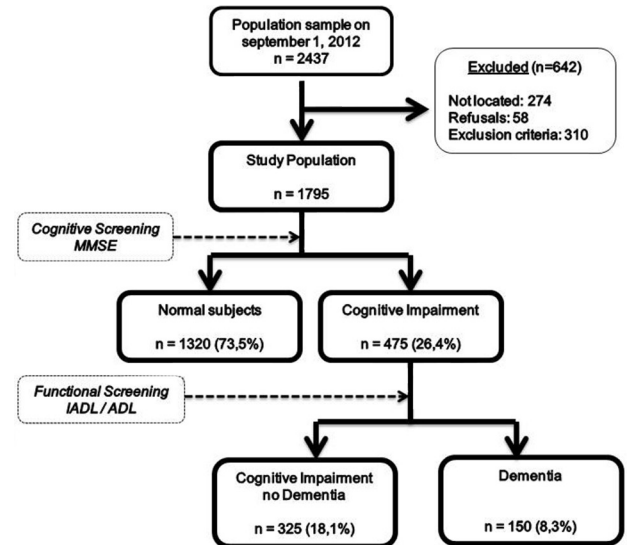 Population sample on
september 1, 2012
n = 2437
Excluded (n=642)
Not located: 274
Refusals: 58
Exclusion criteria: 310
Study Population
n = 1795
Cognitive Screening
MMSE
Normal subjects
n = 1320 (73,5%)
Cognitive Impairment
n = 475 (26,4%)
Functional Screening
IADL / ADL
Cognitive Impairment
no Dementia
n = 325 (18,1%)
Dementia
n = 150 (8,3%)